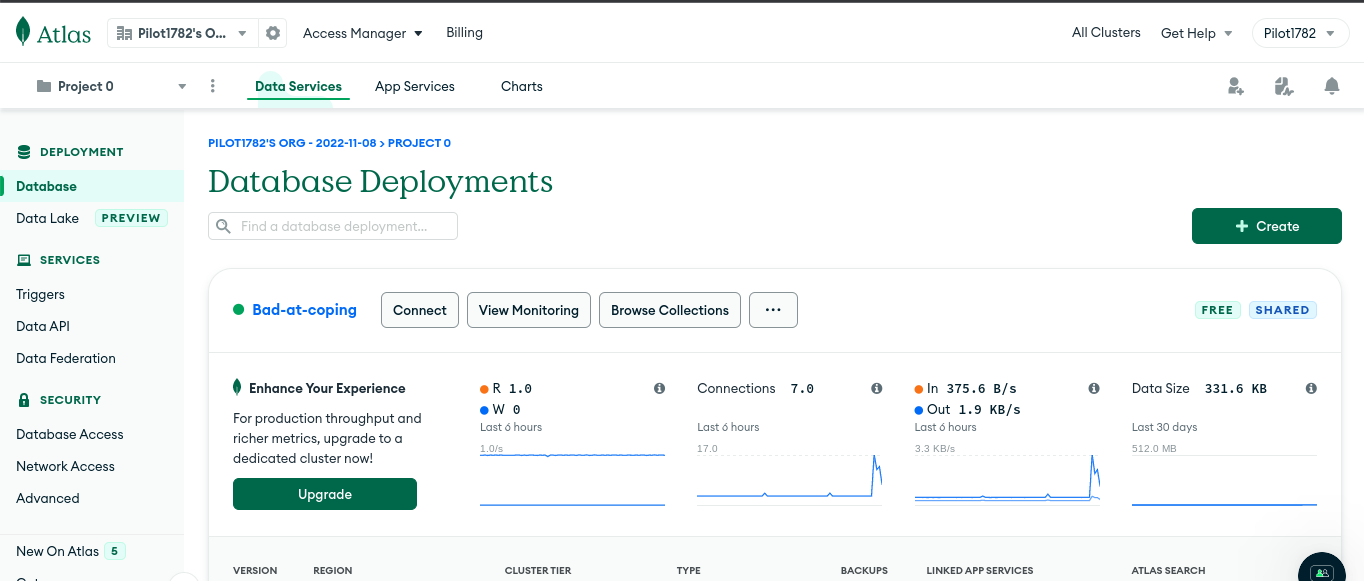 Atlas
Pilot1782's O...
Access Manager
Billing
All Clusters
Get Help
Pilot1782
Project 0
Data Services
App Services
Charts
DEPLOYMENT
Database
Data Lake PREVIEW
SERVICES
Triggers
Data API
Data Federation
SECURITY
Database Access
Network Access
Advanced
New On Atlas 5
PILOT1782'S ORG - 2022-11-08 > PROJECT 0
Database Deployments
Find a database deployment...
+ Create
Bad-at-coping
Connect
View Monitoring
Browse Collections
...
FREE
SHARED
Enhance Your Experience
For production throughput and
richer metrics, upgrade to a
dedicated cluster now!
Upgrade
R 1.0
W 0
Last 6 hours
1.0/s
Connections 7.0
Last 6 hours
17.0
In 375.6 B/s
Out 1.9 KB/s
Last 6 hours
3.3 KB/s
Data Size 331.6 KB
Last 30 days
512.0 MB
VERSION
REGION
CLUSTER TIER
TYPE
BACKUPS
LINKED APP SERVICES
ATLAS SEARCH